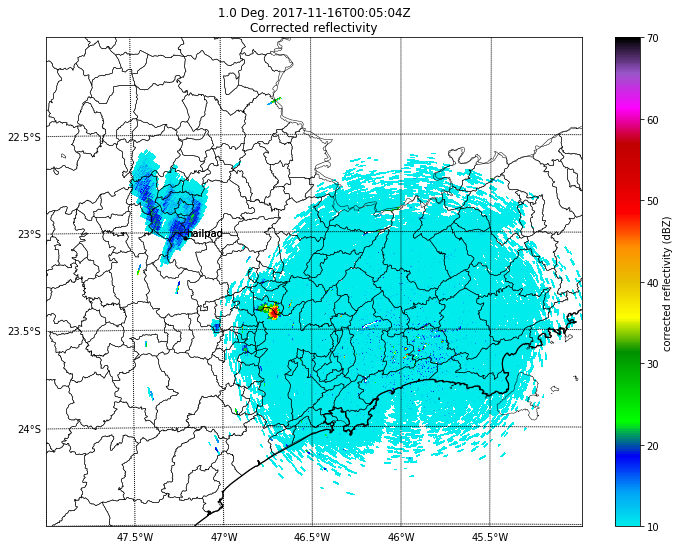 1.0 Deg. 2017-11-16T00:05:04Z
Corrected reflectivity
22.5°S
23°S
23.5°S
24°S
hailpad
47.5°W
47°W
46.5°W
46°W
45.5°W
70
60
50
40
30
20
10
corrected reflectivity (dBZ)